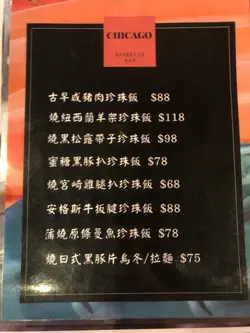 CHICAGO
BARBECUE
BAR
古早咸豬肉珍珠飯 $88
燒紐西蘭羊架珍珠飯 $118
燒黑松露帶子珍珠飯 $98
蜜糖黑豚扒珍珠飯 $78
燒宮崎雞腿扒珍珠飯 $68
安格斯牛扳腱珍珠飯 $88
蒲燒原條曼魚珍珠飯 $78
燒日式黑豚片烏冬/拉麵 $75